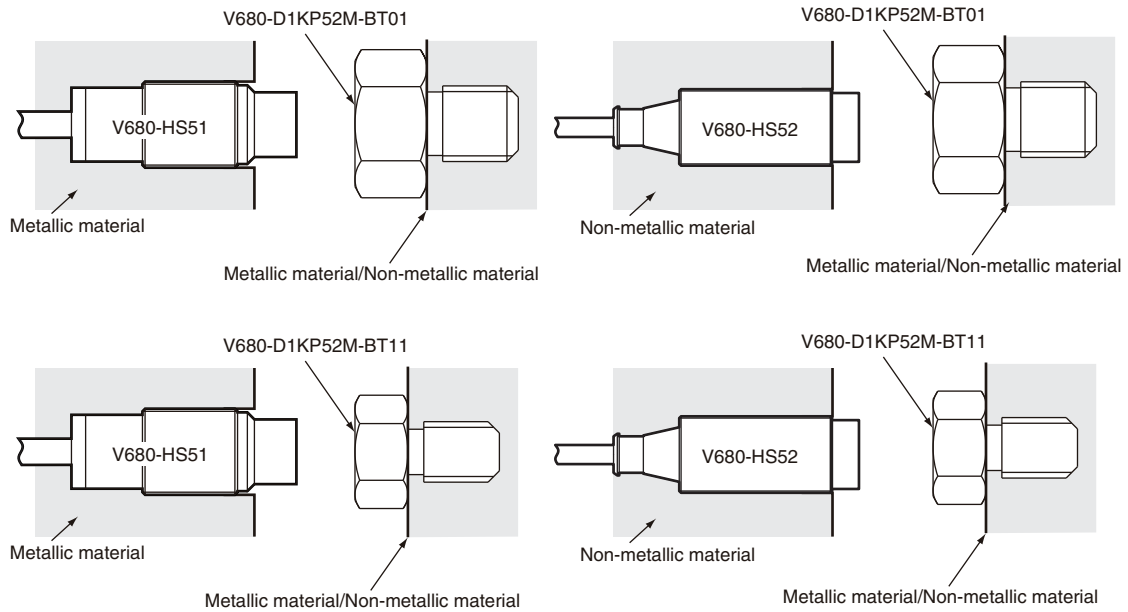 V680-D1KP52M-BT01
V680-HS51
Metallic material
Metallic material/Non-metallic material
V680-D1KP52M-BT01
V680-HS52
Non-metallic material
Metallic material/Non-metallic material
V680-D1KP52M-BT11
V680-HS51
Metallic material
Metallic material/Non-metallic material
V680-D1KP52M-BT11
V680-HS52
Non-metallic material
Metallic material/Non-metallic material